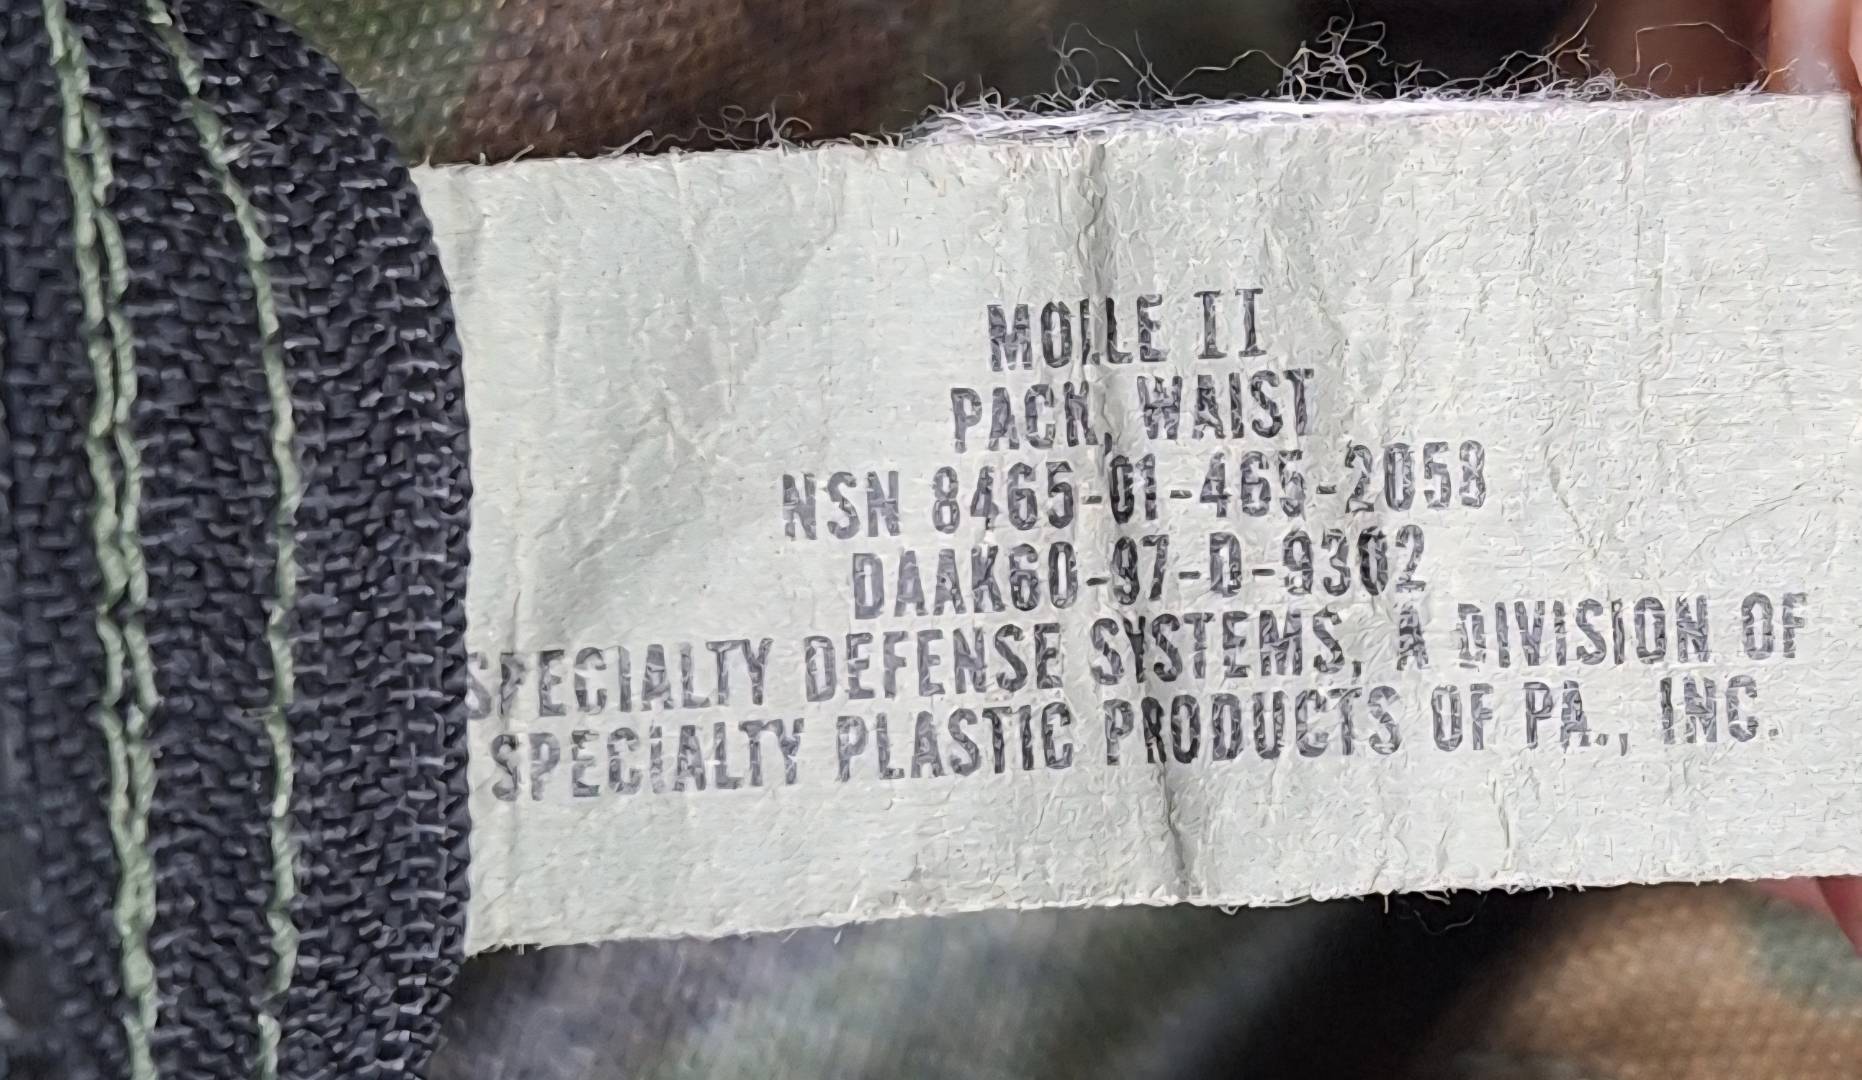 MOLLE II
PACK, WAIST
NSN 8465-01-465-2058
DAAK60-97-D-9302
SPECIALTY DEFENSE SYSTEMS, A DIVISION OF
SPECIALTY PLASTIC PRODUCTS OF PA., INC.